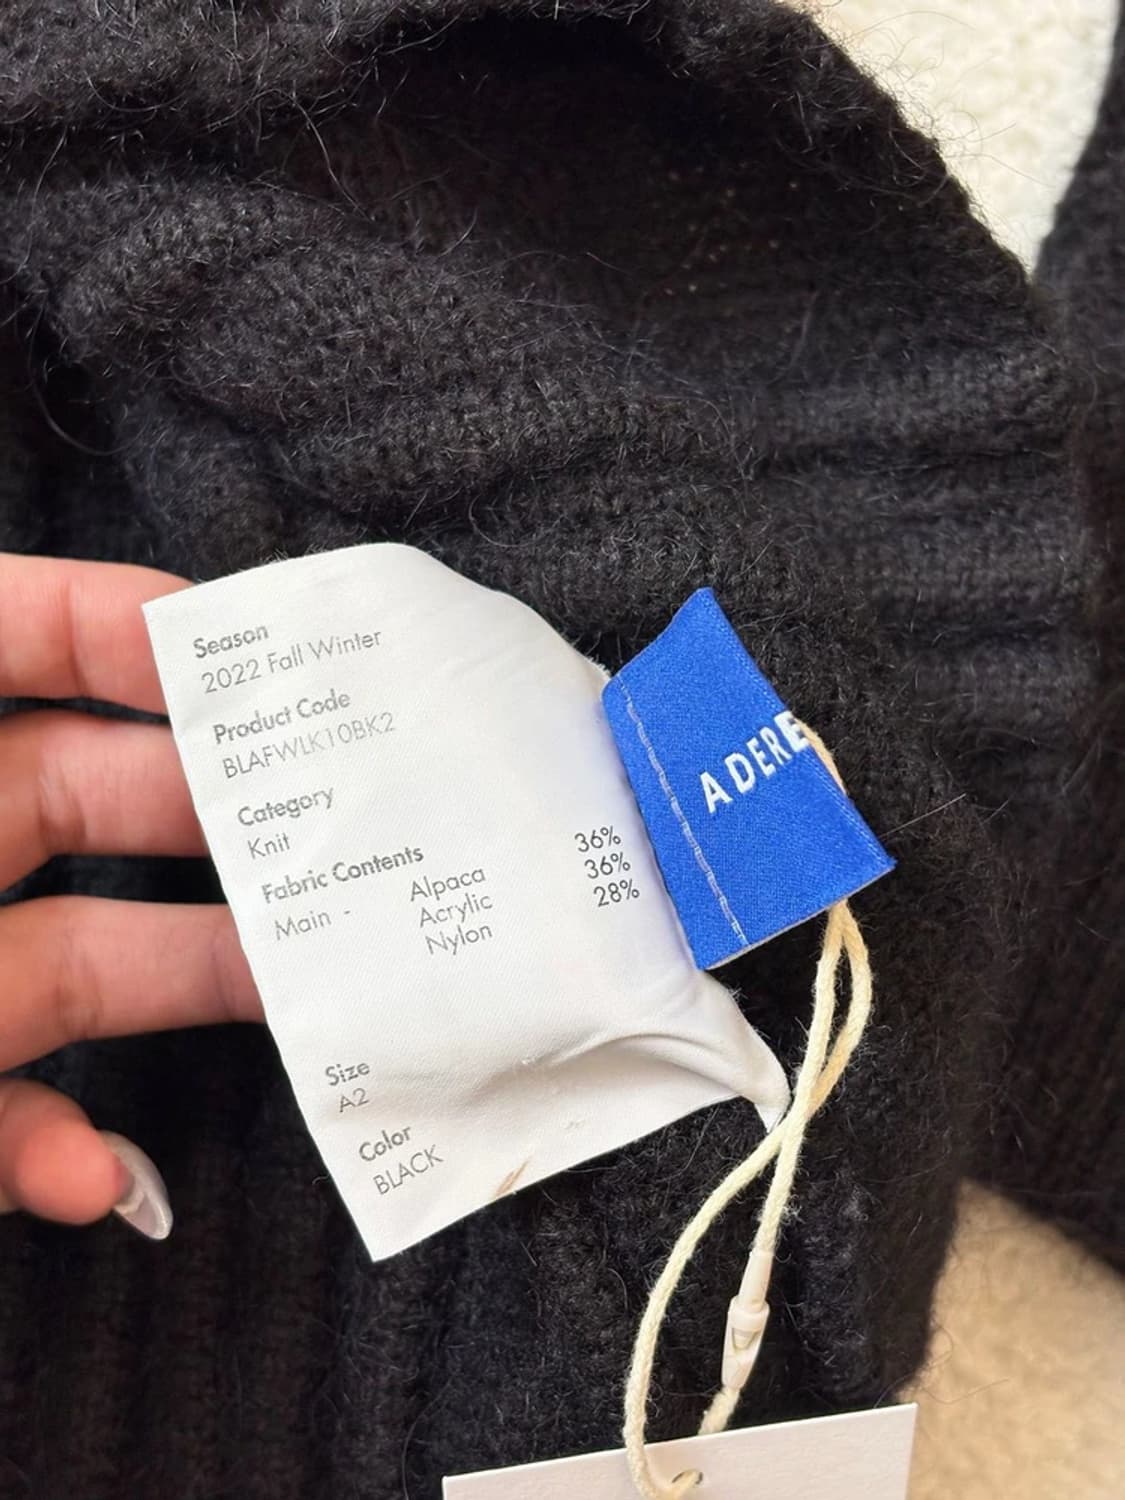 Season
2022 Fall Winter
Product Code
BLAFWLK10BK2
Category
Knit
Fabric Contents
Main - Alpaca 36%
Acrylic 36%
Nylon 28%
Size
A2
Color
BLACK
ADERE